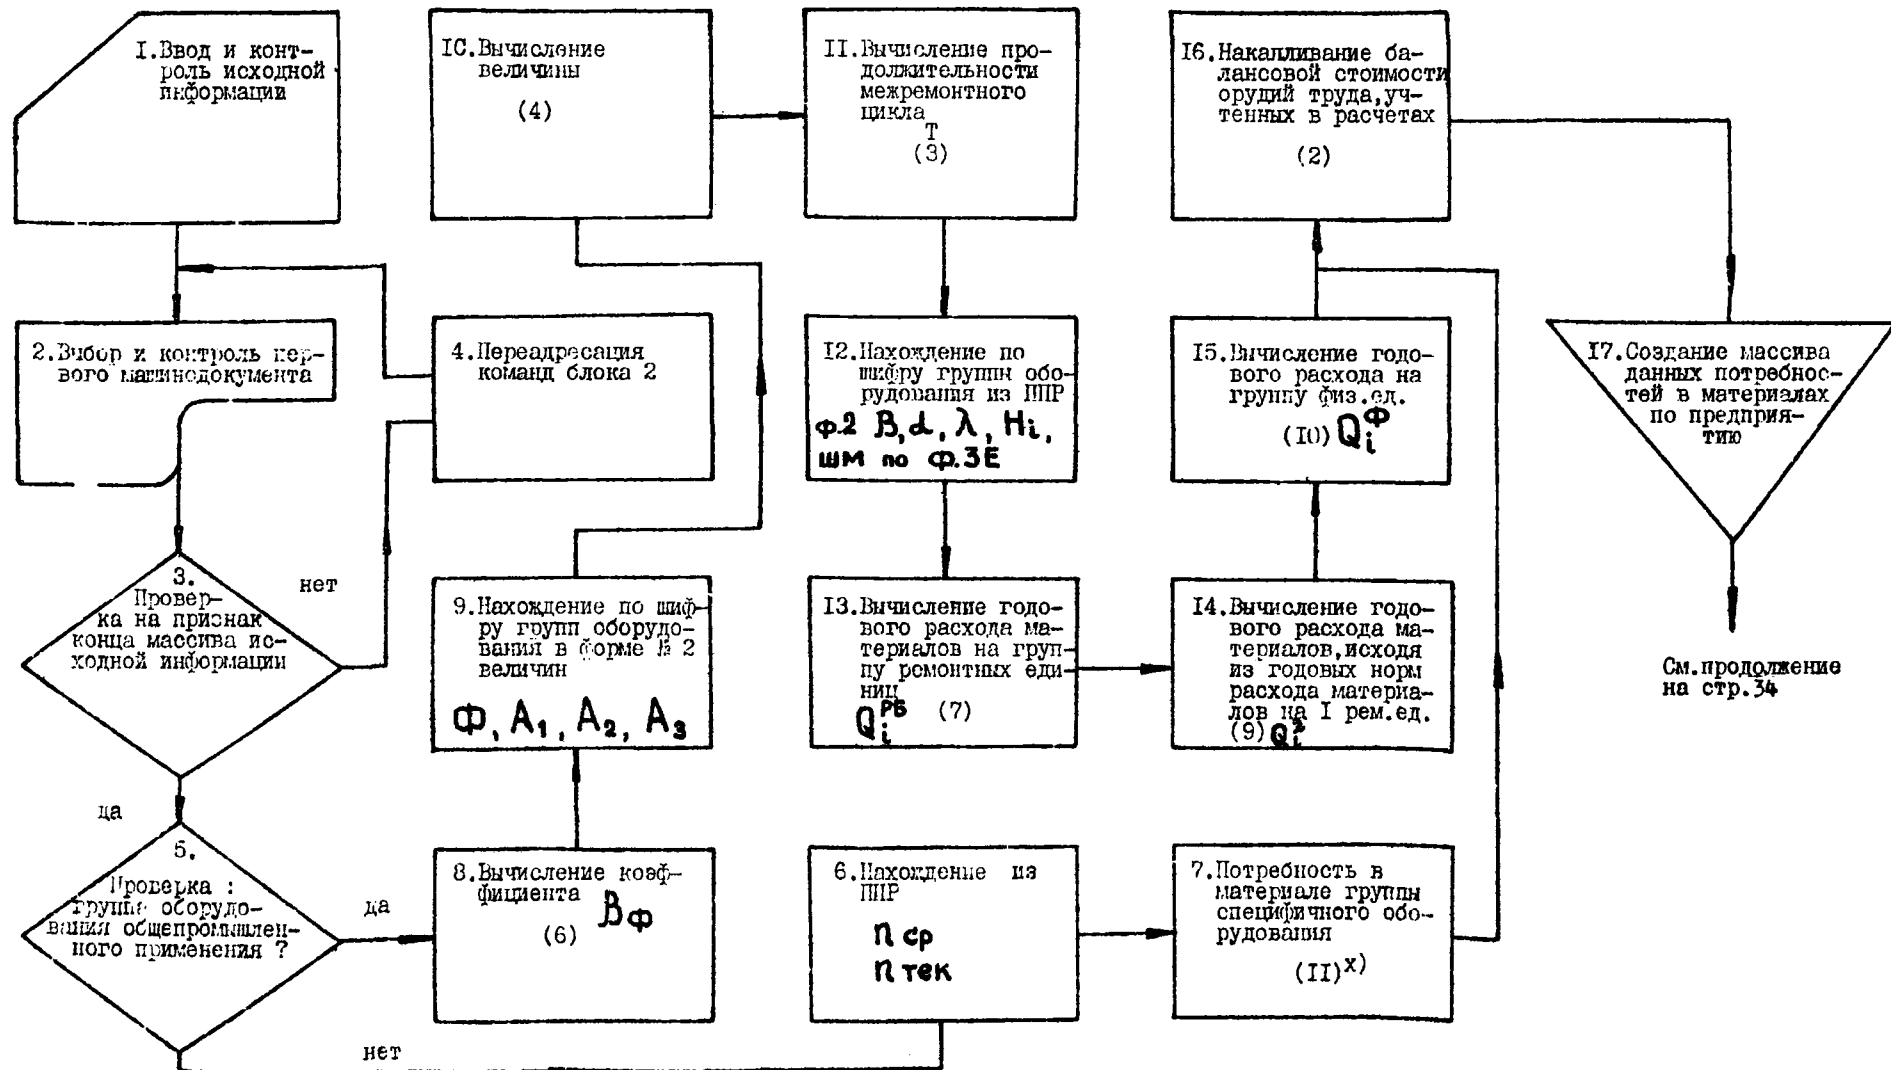 I.Ввод и конт-
роль исходной
информации
2.Выбор и контроль пер-
вого машинодокумента
3.
Провер-
ка на признак
конца массива ис-
ходной информации
нет
да
4.Переадресация
команд блока 2
5.
Проверка :
группа оборудо-
вания общепромышлен-
ного применения ?
да
нет
6.Нахождение из
ППР
n ср
n тек
7.Потребность в
материале группы
специфичного обо-
рудования
(II)х)
8.Вычисление коэф-
фициента Bф
(6)
9.Нахождение по шиф-
ру групп оборудо-
вания в форме № 2
величин
Ф, A₁, A₂, A₃
IC.Вычисление
величины
(4)
II.Вычисление про-
должительности
межремонтного
цикла
T
(3)
I2.Нахождение по
шифру группы обо-
рудования из ППР
ф.2 B, α, λ, Hi,
шм по ф.3Е
I3.Вычисление годо-
вого расхода ма-
териалов на груп-
пу ремонтных еди-
ниц
Qi^РБ (7)
I4.Вычисление годо-
вого расхода ма-
териалов,исходя
из годовых норм
расхода материа-
лов на I рем.ед.
(9)
I5.Вычисление годо-
вого расхода на
группу физ.ед.
(IO) Qi^Ф
I6.Накалливание ба-
лансовой стоимости
орудий труда,уч-
тенных в расчетах
(2)
I7.Создание массива
данных потребнос-
тей в материалах
по предприя-
тию
См.продолжение
на стр.34